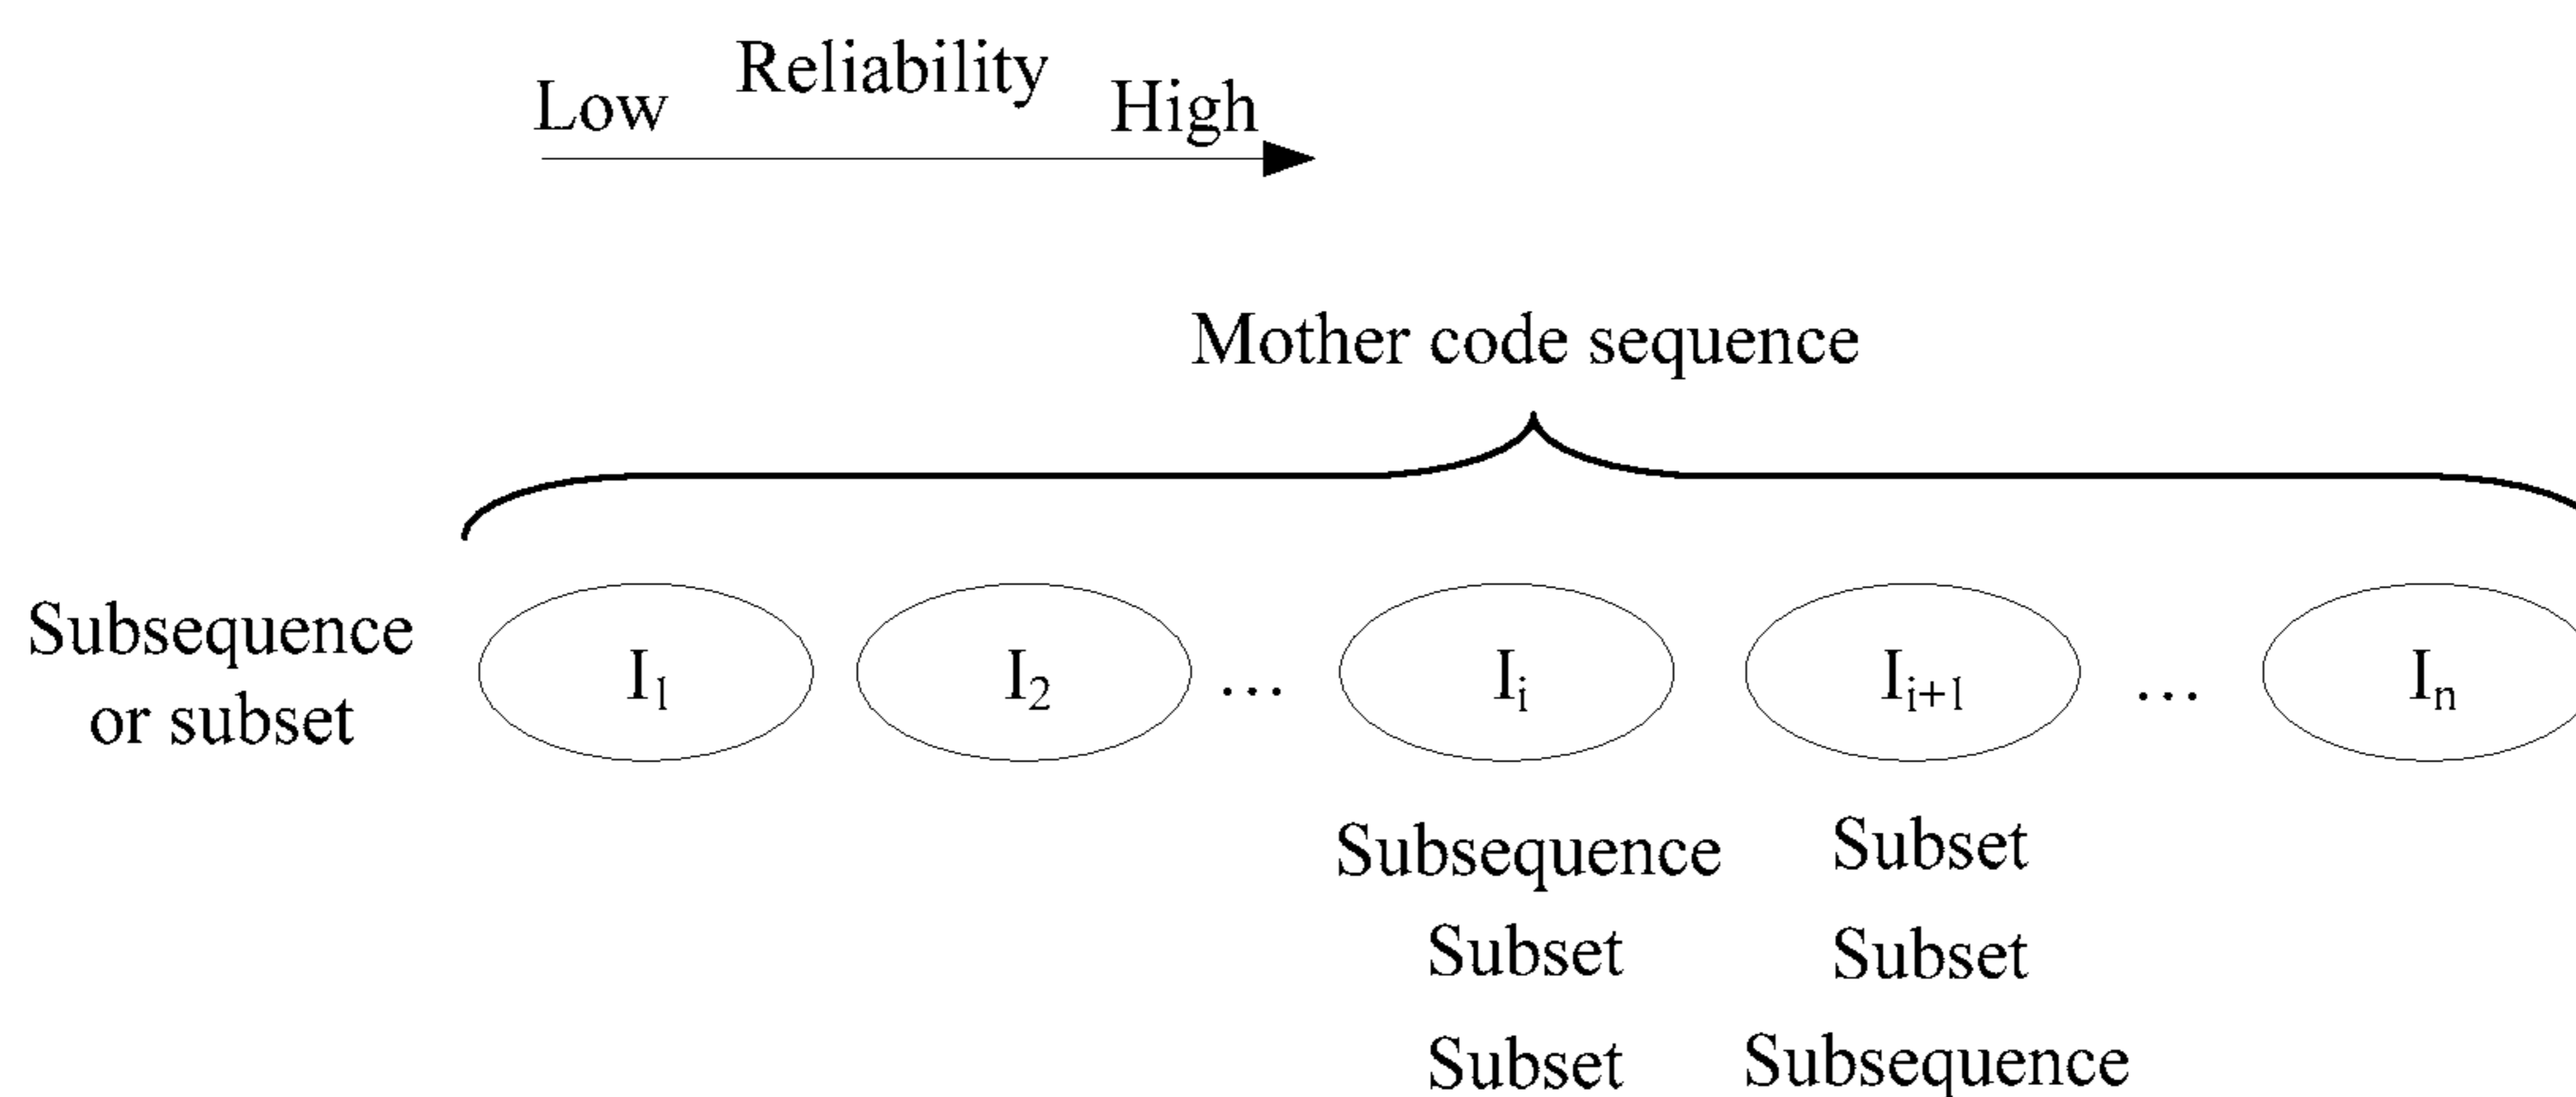 Reliability
Low High
Mother code sequence
Subsequence
or subset
I1 I2 ... Ii Ii+1 ... In
Subsequence Subset
Subset Subset
Subset Subsequence